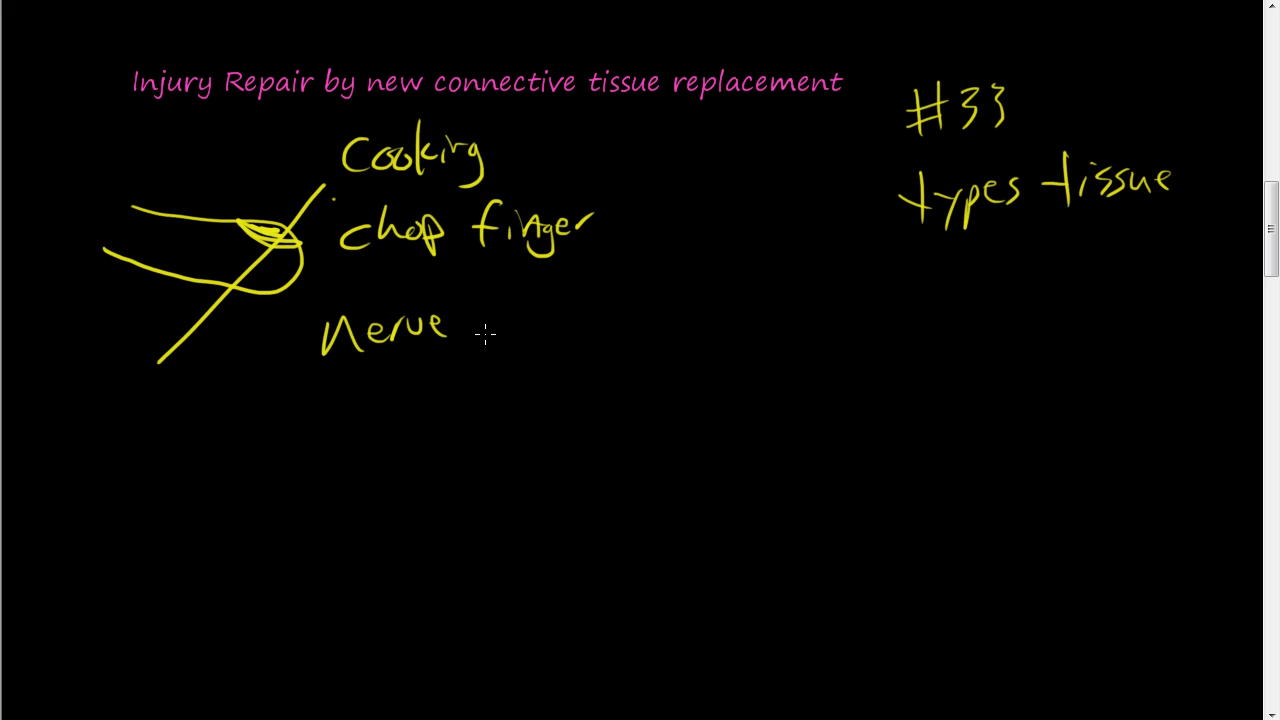 Injury Repair by new connective tissue replacement
#33
types tissue
Cooking
chop finger
nerve